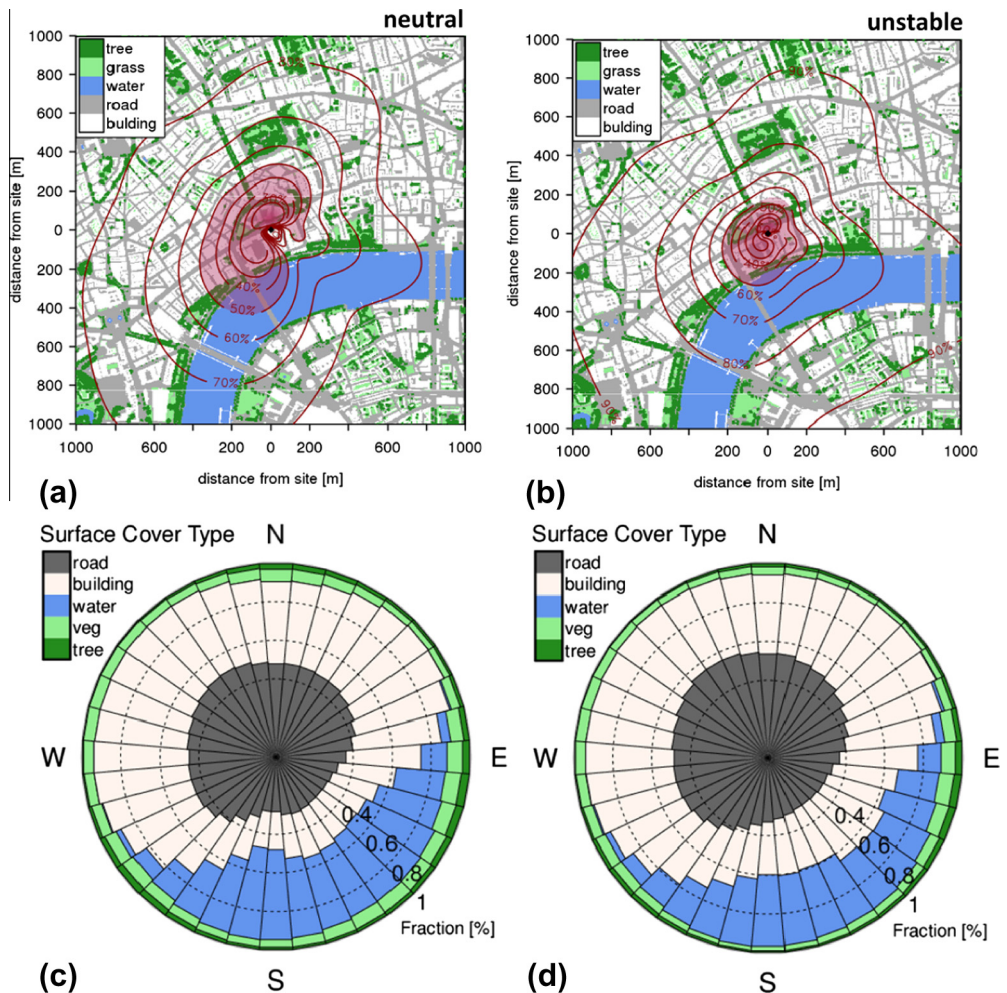 neutral
1000
800
600
400
200
0
200
400
600
800
1000
distance from site [m]
tree
grass
water
road
bulding
80%
40%
50%
60%
70%
1000
600
200
0
200
600
1000
distance from site [m]
(a)
unstable
1000
800
600
400
200
0
200
400
600
800
1000
distance from site [m]
tree
grass
water
road
bulding
90%
40%
60%
70%
80%
90%
90%
1000
600
200
0
200
600
1000
distance from site [m]
(b)
Surface Cover Type
road
building
water
veg
tree
N
W
E
S
0.4
0.6
0.8
1
Fraction [%]
(c)
Surface Cover Type
road
building
water
veg
tree
N
W
E
S
0.4
0.6
0.8
1
Fraction [%]
(d)